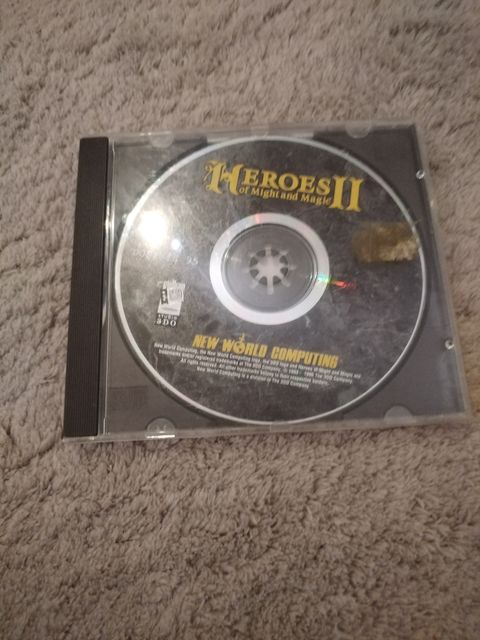 HEROES II
of Might and Magic
3DO
NEW WORLD COMPUTING
New World Computing, the New World Computing logo, the 3DO logo and Heroes of Might and Magic are
trademarks and/or registered trademarks of The 3DO Company. 1996 The 3DO Company.
All rights reserved. All other trademarks belong to their respective holders.
New World Computing is a division of The 3DO Company